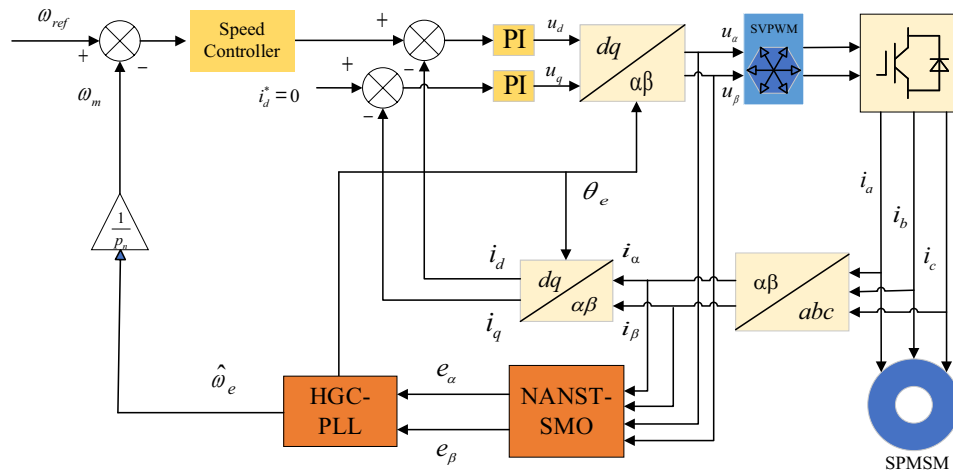 ω_ref
+
−
ω_m
Speed
Controller
+
−
+
−
i_d^* = 0
PI
u_d
PI
u_q
dq
αβ
u_α
u_β
SVPWM
i_a
i_b
i_c
θ_e
1
p_n
i_d
i_q
dq
αβ
i_α
i_β
αβ
abc
ω̂_e
HGC-
PLL
e_α
e_β
NANST-
SMO
SPMSM